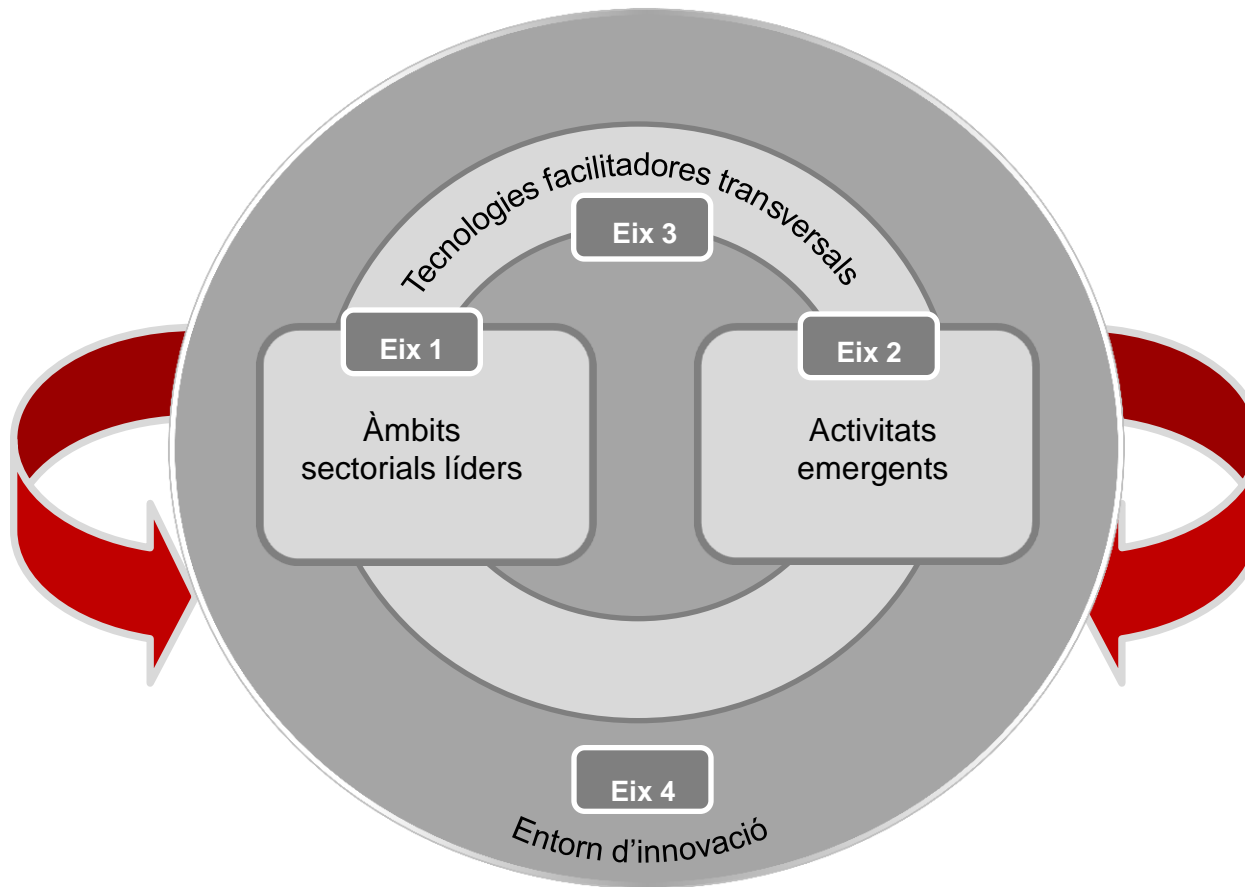 Tecnologies facilitadores transversals
Eix 3
Eix 1
Àmbits
sectorials líders
Eix 2
Activitats
emergents
Eix 4
Entorn d’innovació